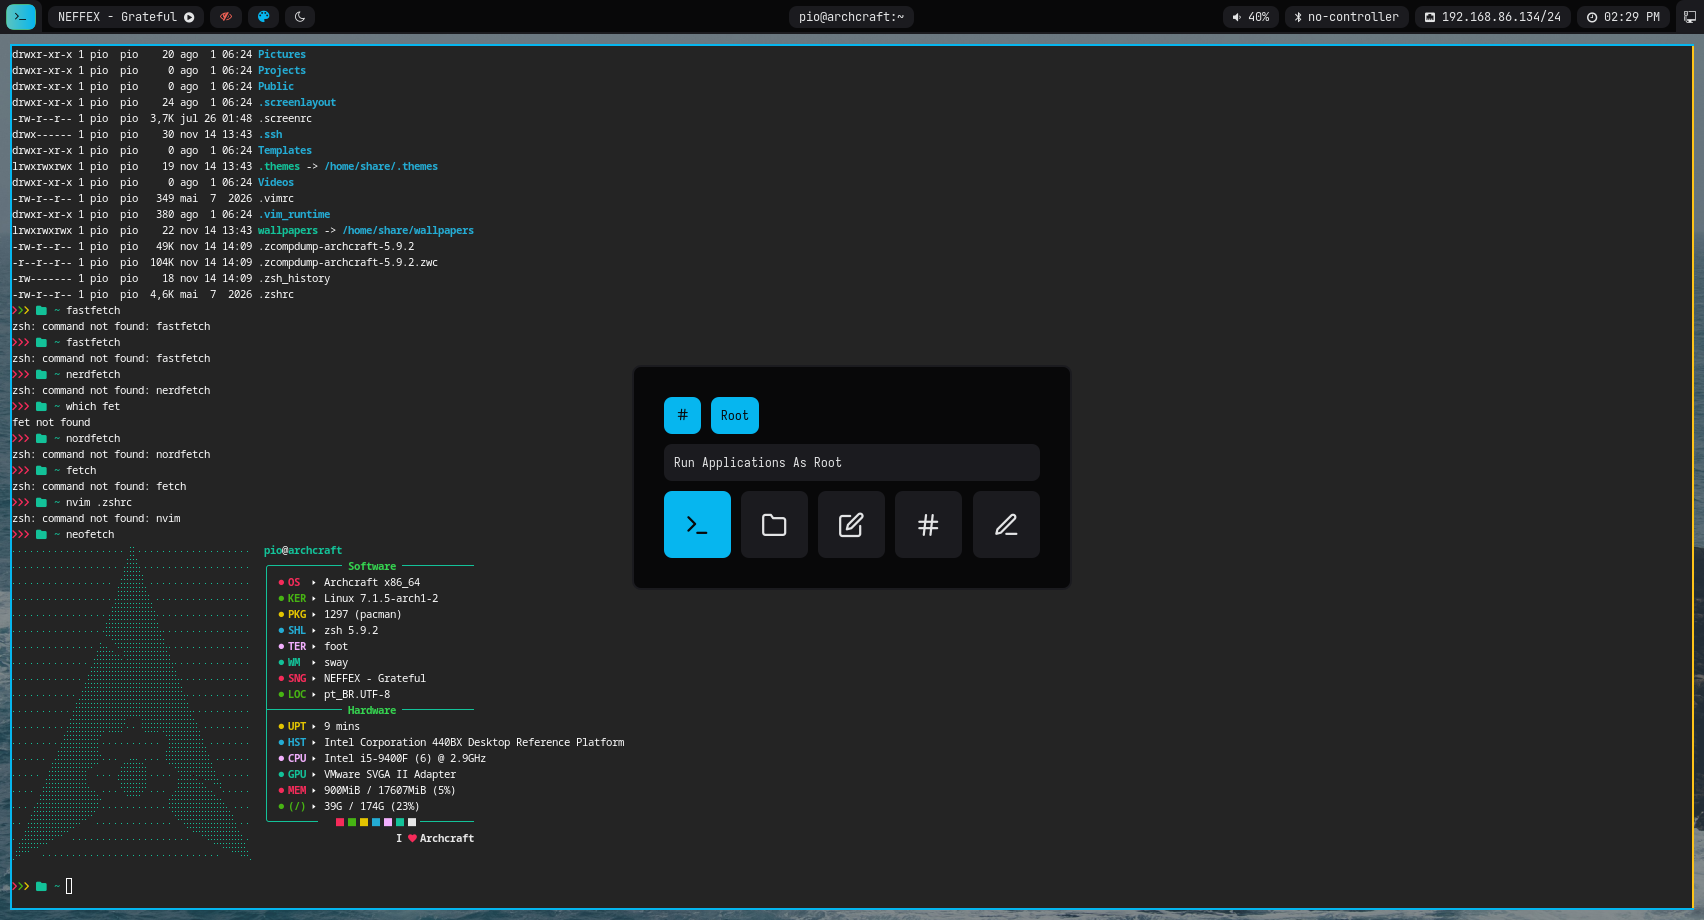 NEFFEX - Grateful
pio@archcraft:~
40%
no-controller
192.168.86.134/24
02:29 PM
drwxr-xr-x 1 pio  pio    20 ago  1 06:24 Pictures
drwxr-xr-x 1 pio  pio     0 ago  1 06:24 Projects
drwxr-xr-x 1 pio  pio     0 ago  1 06:24 Public
drwxr-xr-x 1 pio  pio    24 ago  1 06:24 .screenlayout
-rw-r--r-- 1 pio  pio  3,7K jul 26 01:48 .screenrc
drwx------ 1 pio  pio    30 nov 14 13:43 .ssh
drwxr-xr-x 1 pio  pio     0 ago  1 06:24 Templates
lrwxrwxrwx 1 pio  pio    19 nov 14 13:43 .themes -> /home/share/.themes
drwxr-xr-x 1 pio  pio     0 ago  1 06:24 Videos
-rw-r--r-- 1 pio  pio   349 mai  7  2026 .vimrc
drwxr-xr-x 1 pio  pio   380 ago  1 06:24 .vim_runtime
lrwxrwxrwx 1 pio  pio    22 nov 14 13:43 wallpapers -> /home/share/wallpapers
-rw-r--r-- 1 pio  pio   49K nov 14 14:09 .zcompdump-archcraft-5.9.2
-r--r--r-- 1 pio  pio  104K nov 14 14:09 .zcompdump-archcraft-5.9.2.zwc
-rw------- 1 pio  pio    18 nov 14 14:09 .zsh_history
-rw-r--r-- 1 pio  pio  4,6K mai  7  2026 .zshrc
~ fastfetch
zsh: command not found: fastfetch
~ fastfetch
zsh: command not found: fastfetch
~ nerdfetch
zsh: command not found: nerdfetch
~ which fet
fet not found
~ nordfetch
zsh: command not found: nordfetch
~ fetch
zsh: command not found: fetch
~ nvim .zshrc
zsh: command not found: nvim
~ neofetch
pio@archcraft
Software
OS ‣ Archcraft x86_64
KER ‣ Linux 7.1.5-arch1-2
PKG ‣ 1297 (pacman)
SHL ‣ zsh 5.9.2
TER ‣ foot
WM ‣ sway
SNG ‣ NEFFEX - Grateful
LOC ‣ pt_BR.UTF-8
Hardware
UPT ‣ 9 mins
HST ‣ Intel Corporation 440BX Desktop Reference Platform
CPU ‣ Intel i5-9400F (6) @ 2.9GHz
GPU ‣ VMware SVGA II Adapter
MEM ‣ 900MiB / 17607MiB (5%)
(/) ‣ 39G / 174G (23%)
I ♥ Archcraft
~
# Root
Run Applications As Root